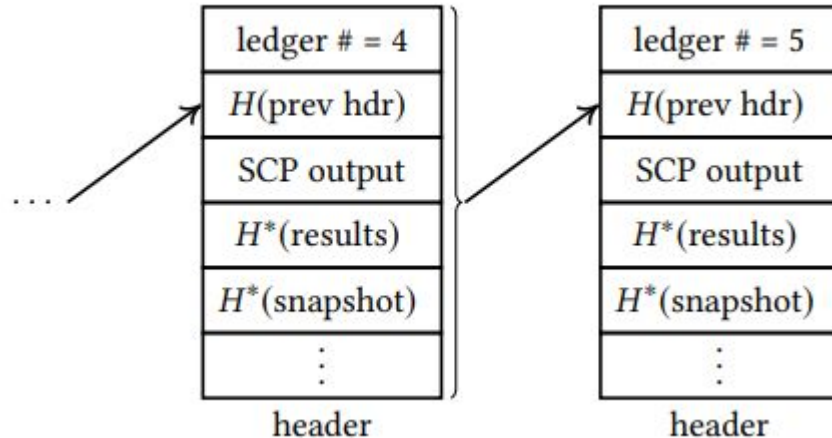 ledger # = 4
H(prev hdr)
SCP output
H*(results)
H*(snapshot)
⋮
header
· · ·
ledger # = 5
H(prev hdr)
SCP output
H*(results)
H*(snapshot)
⋮
header